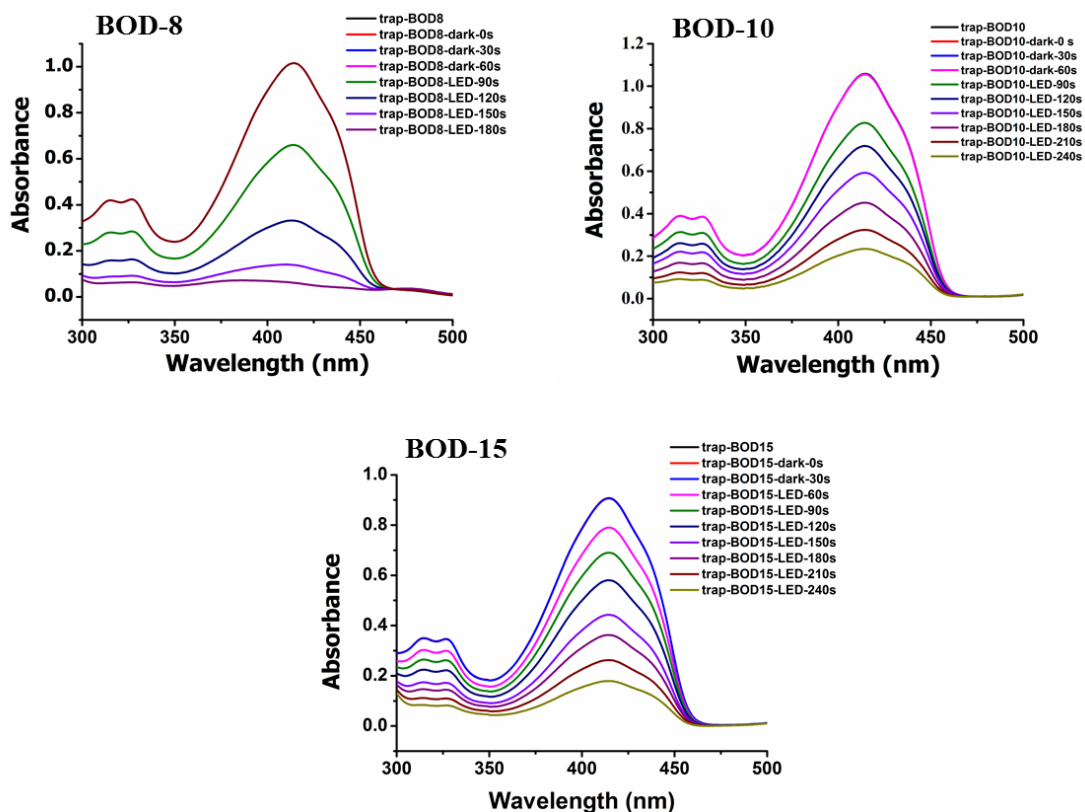 BOD-8
trap-BOD8
trap-BOD8-dark-0s
trap-BOD8-dark-30s
trap-BOD8-dark-60s
trap-BOD8-LED-90s
trap-BOD8-LED-120s
trap-BOD8-LED-150s
trap-BOD8-LED-180s
1.0
0.8
0.6
0.4
0.2
0.0
Absorbance
300 350 400 450 500
Wavelength (nm)
BOD-10
trap-BOD10
trap-BOD10-dark-0 s
trap-BOD10-dark-30s
trap-BOD10-dark-60s
trap-BOD10-LED-90s
trap-BOD10-LED-120s
trap-BOD10-LED-150s
trap-BOD10-LED-180s
trap-BOD10-LED-210s
trap-BOD10-LED-240s
1.2
1.0
0.8
0.6
0.4
0.2
0.0
Absorbance
300 350 400 450 500
Wavelength (nm)
BOD-15
trap-BOD15
trap-BOD15-dark-0s
trap-BOD15-dark-30s
trap-BOD15-LED-60s
trap-BOD15-LED-90s
trap-BOD15-LED-120s
trap-BOD15-LED-150s
trap-BOD15-LED-180s
trap-BOD15-LED-210s
trap-BOD15-LED-240s
1.0
0.8
0.6
0.4
0.2
0.0
Absorbance
300 350 400 450 500
Wavelength (nm)